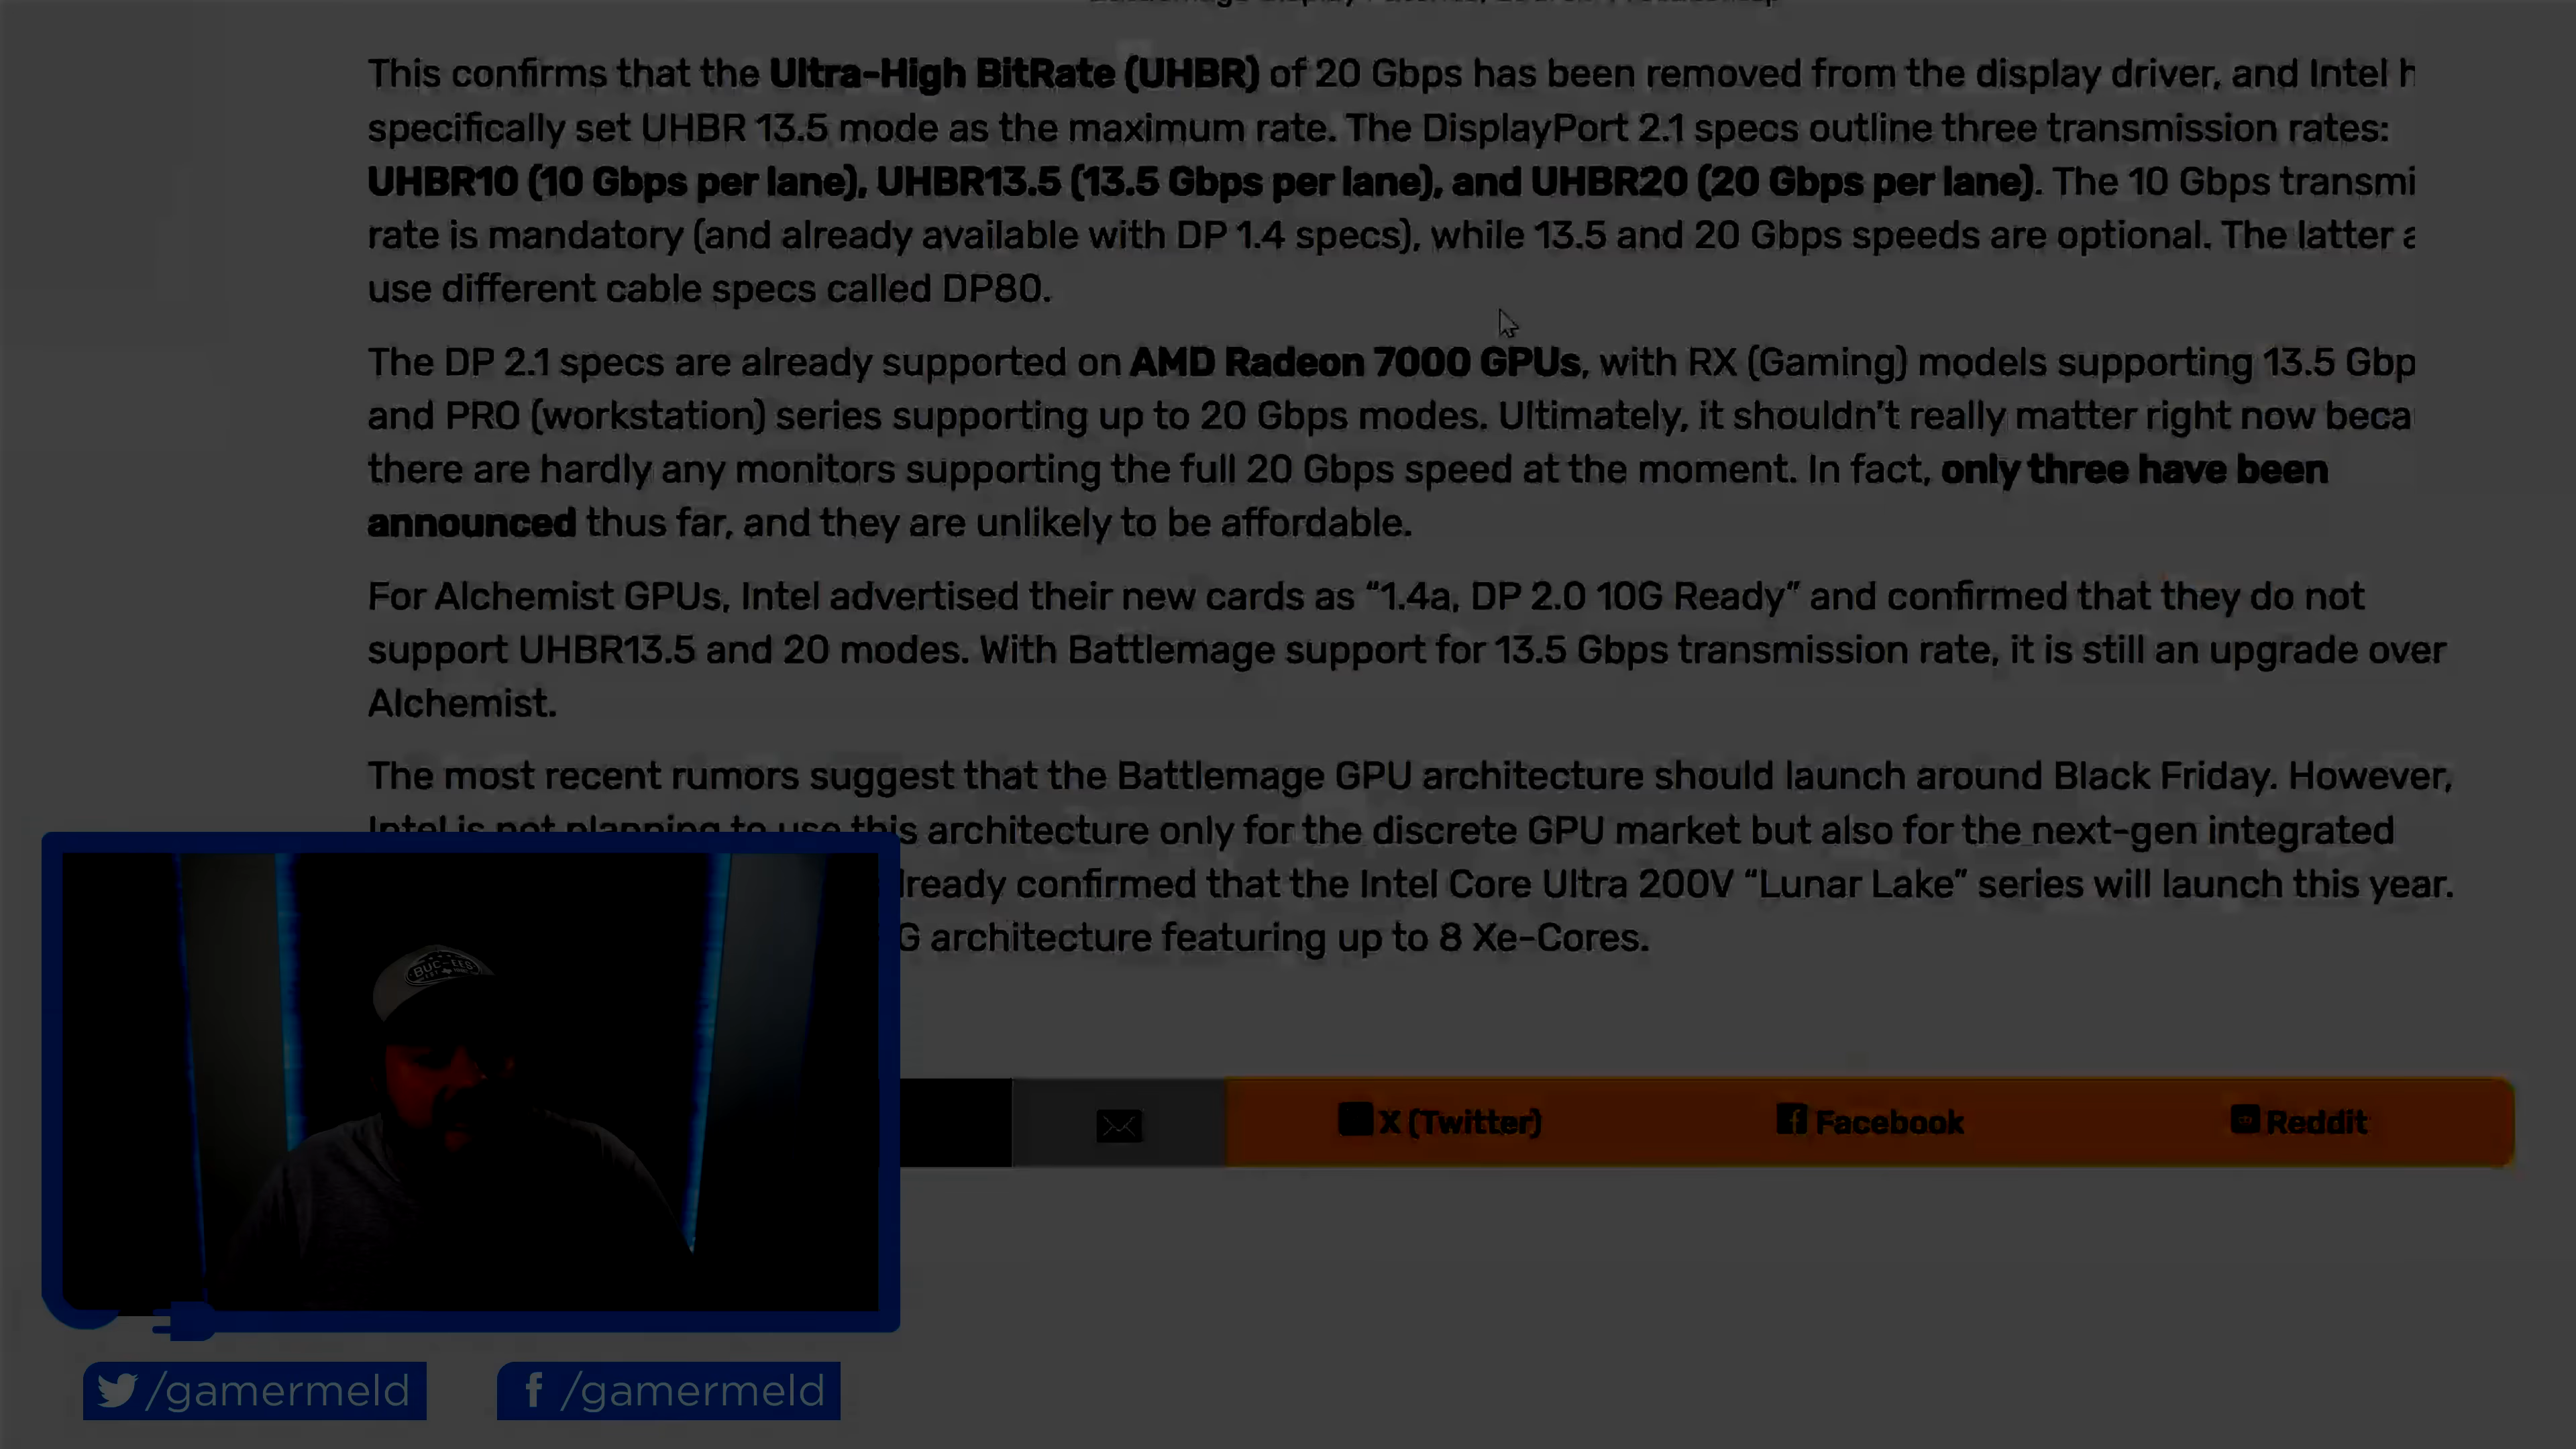 This confirms that the Ultra-High BitRate (UHBR) of 20 Gbps has been removed from the display driver, and Intel
specifically set UHBR 13.5 mode as the maximum rate. The DisplayPort 2.1 specs outline three transmission rates:
UHBR10 (10 Gbps per lane), UHBR13.5 (13.5 Gbps per lane), and UHBR20 (20 Gbps per lane). The 10 Gbps transmi
rate is mandatory (and already available with DP 1.4 specs), while 13.5 and 20 Gbps speeds are optional. The latter a
use different cable specs called DP80.
The DP 2.1 specs are already supported on AMD Radeon 7000 GPUs, with RX (Gaming) models supporting 13.5 Gbp
and PRO (workstation) series supporting up to 20 Gbps modes. Ultimately, it shouldn't really matter right now beca
there are hardly any monitors supporting the full 20 Gbps speed at the moment. In fact, only three have been
announced thus far, and they are unlikely to be affordable.
For Alchemist GPUs, Intel advertised their new cards as “1.4a, DP 2.0 10G Ready” and confirmed that they do not
support UHBR13.5 and 20 modes. With Battlemage support for 13.5 Gbps transmission rate, it is still an upgrade over
Alchemist.
The most recent rumors suggest that the Battlemage GPU architecture should launch around Black Friday. However,
Intel is not planning to use this architecture only for the discrete GPU market but also for the next-gen integrated
lready confirmed that the Intel Core Ultra 200V “Lunar Lake” series will launch this year.
G architecture featuring up to 8 Xe-Cores.
BUC-EES
X (Twitter)
Facebook
Reddit
/gamermeld
f /gamermeld